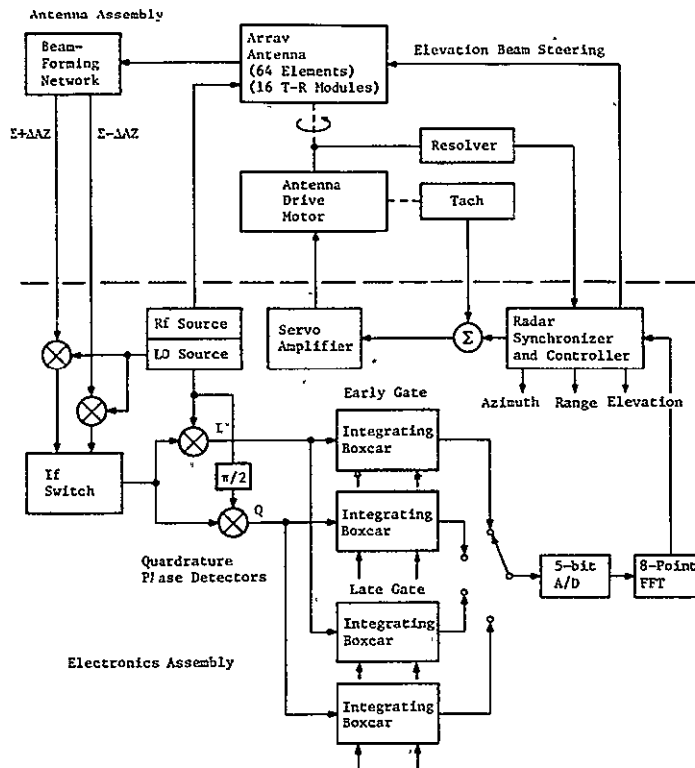 Antenna Assembly
Beam-
Forming
Network
Array
Antenna
(64 Elements)
(16 T-R Modules)
Elevation Beam Steering
Σ+ΔAZ
Σ-ΔAZ
Resolver
Antenna
Drive
Motor
Tach
Rf Source
LO Source
Servo
Amplifier
Σ
Radar
Synchronizer
and Controller
Azimuth
Range
Elevation
Early Gate
If
Switch
I
π/2
Q
Integrating
Boxcar
Integrating
Boxcar
Quadrature
Phase Detectors
Late Gate
5-bit
A/D
8-Point
FFT
Integrating
Boxcar
Electronics Assembly
Integrating
Boxcar